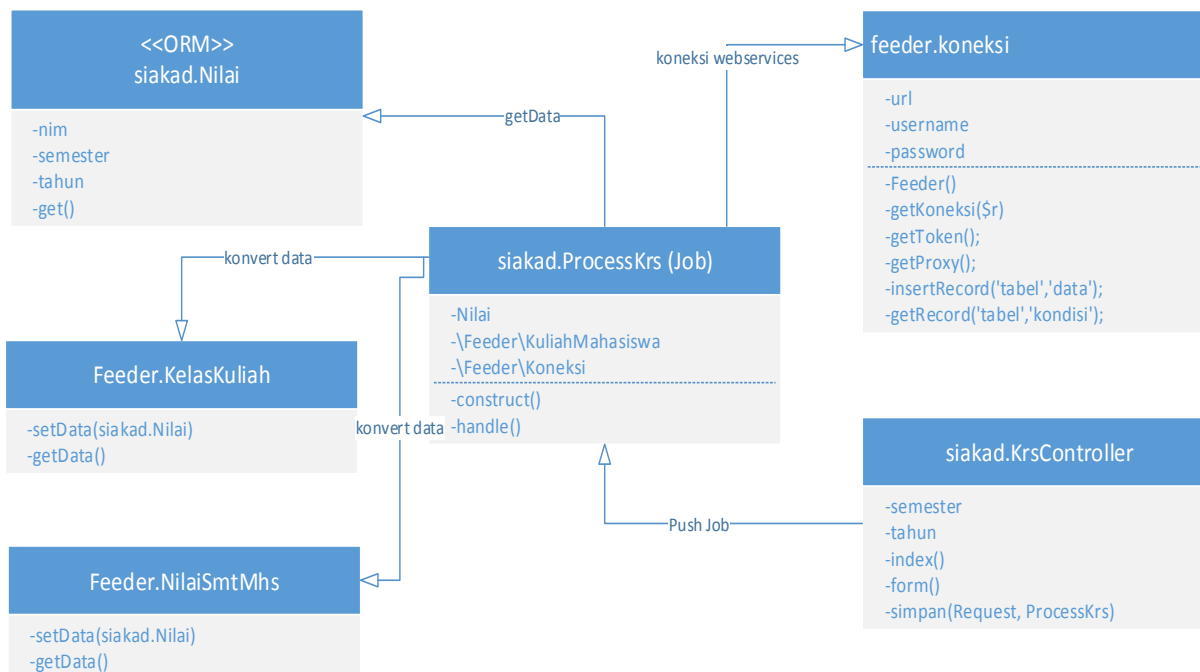 <<ORM>>
siakad.Nilai
-nim
-semester
-tahun
-get()
getData
koneksi webservices
feeder.koneksi
-url
-username
-password
-Feeder()
-getKoneksi($r)
-getToken();
-getProxy();
-insertRecord('tabel','data');
-getRecord('tabel','kondisi');
konvert data
siakad.ProcessKrs (Job)
-Nilai
-\Feeder\KuliahMahasiswa
-\Feeder\Koneksi
-construct()
-handle()
Feeder.KelasKuliah
-setData(siakad.Nilai)
-getData()
konvert data
siakad.KrsController
-semester
-tahun
-index()
-form()
-simpan(Request, ProcessKrs)
Push Job
Feeder.NilaiSmtMhs
-setData(siakad.Nilai)
-getData()